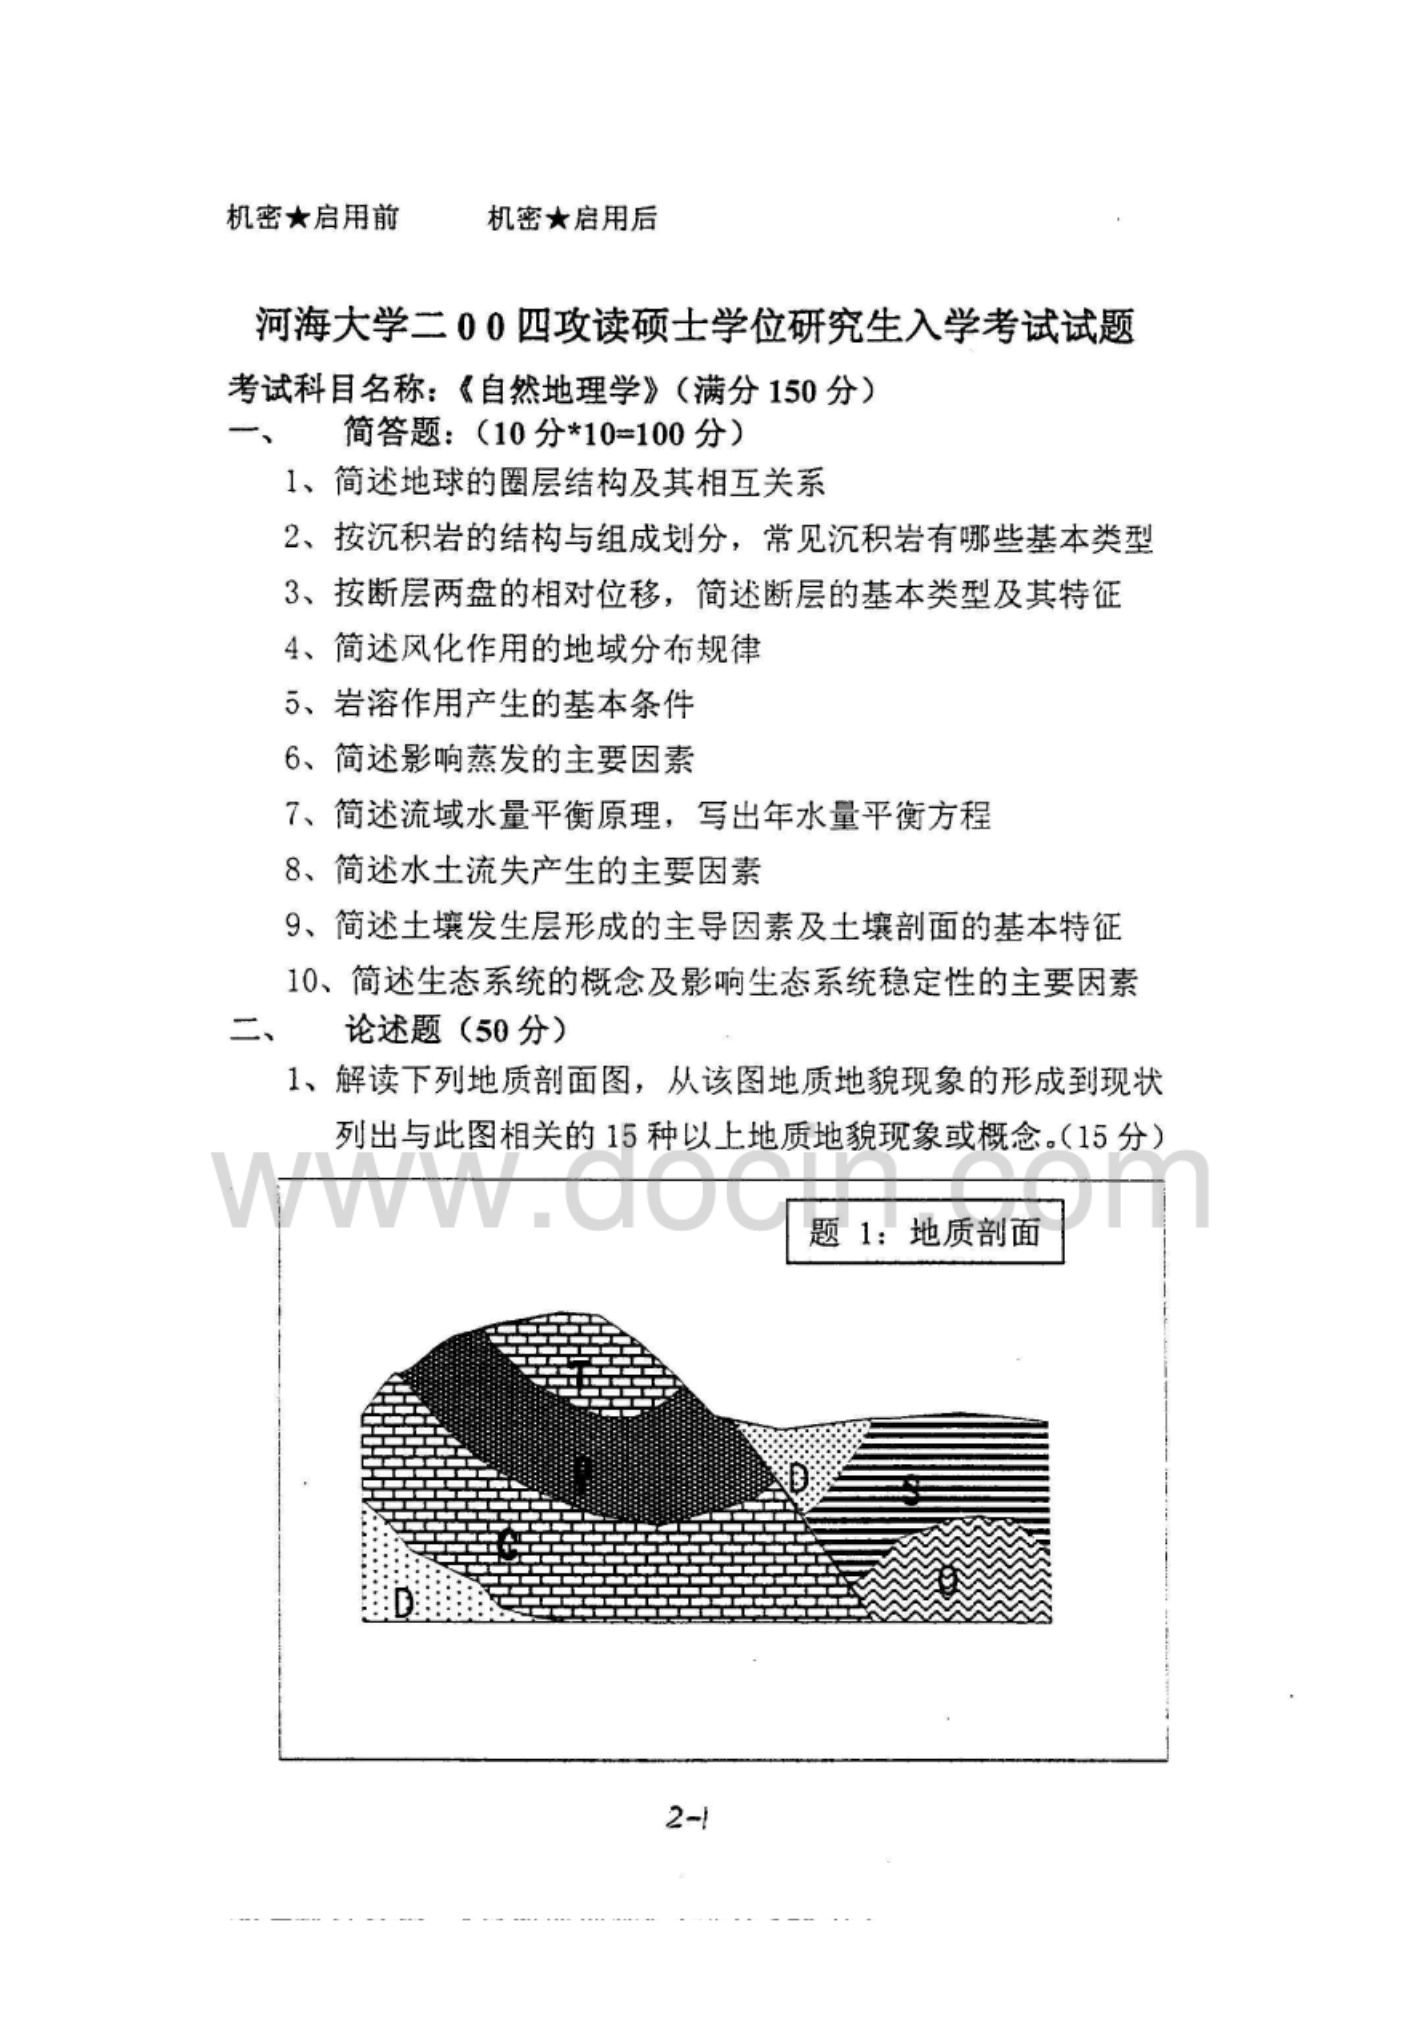 机密★启用前 机密★启用后
河海大学二00四攻读硕士学位研究生入学考试试题
考试科目名称：《自然地理学》（满分150分）
一、 简答题：（10分*10=100分）
1、简述地球的圈层结构及其相互关系
2、按沉积岩的结构与组成划分，常见沉积岩有哪些基本类型
3、按断层两盘的相对位移，简述断层的基本类型及其特征
4、简述风化作用的地域分布规律
5、岩溶作用产生的基本条件
6、简述影响蒸发的主要因素
7、简述流域水量平衡原理，写出年水量平衡方程
8、简述水土流失产生的主要因素
9、简述土壤发生层形成的主导因素及土壤剖面的基本特征
10、简述生态系统的概念及影响生态系统稳定性的主要因素
二、 论述题（50分）
1、解读下列地质剖面图，从该图地质地貌现象的形成到现状
列出与此图相关的15种以上地质地貌现象或概念。（15分）
www.docin.com
题 1：地质剖面
T
P
D
S
C
O
D
2-1